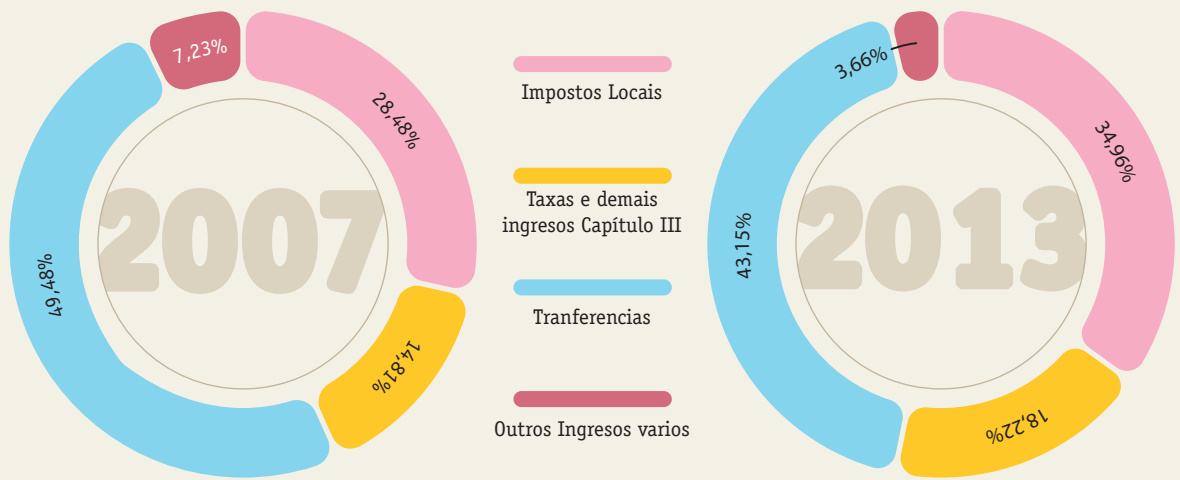 7,23%
28,48%
49,48%
14,81%
2007
Impostos Locais
Taxas e demais
ingresos Capítulo III
Tranferencias
Outros Ingresos varios
3,66%
34,96%
43,15%
18,22%
2013